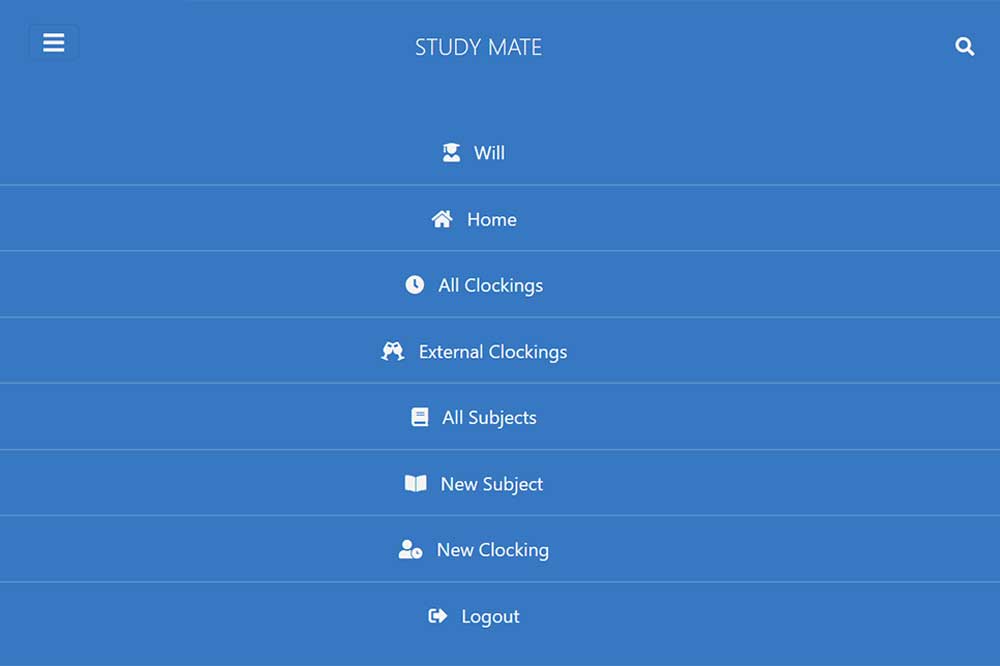 STUDY MATE
Will
Home
All Clockings
External Clockings
All Subjects
New Subject
New Clocking
Logout